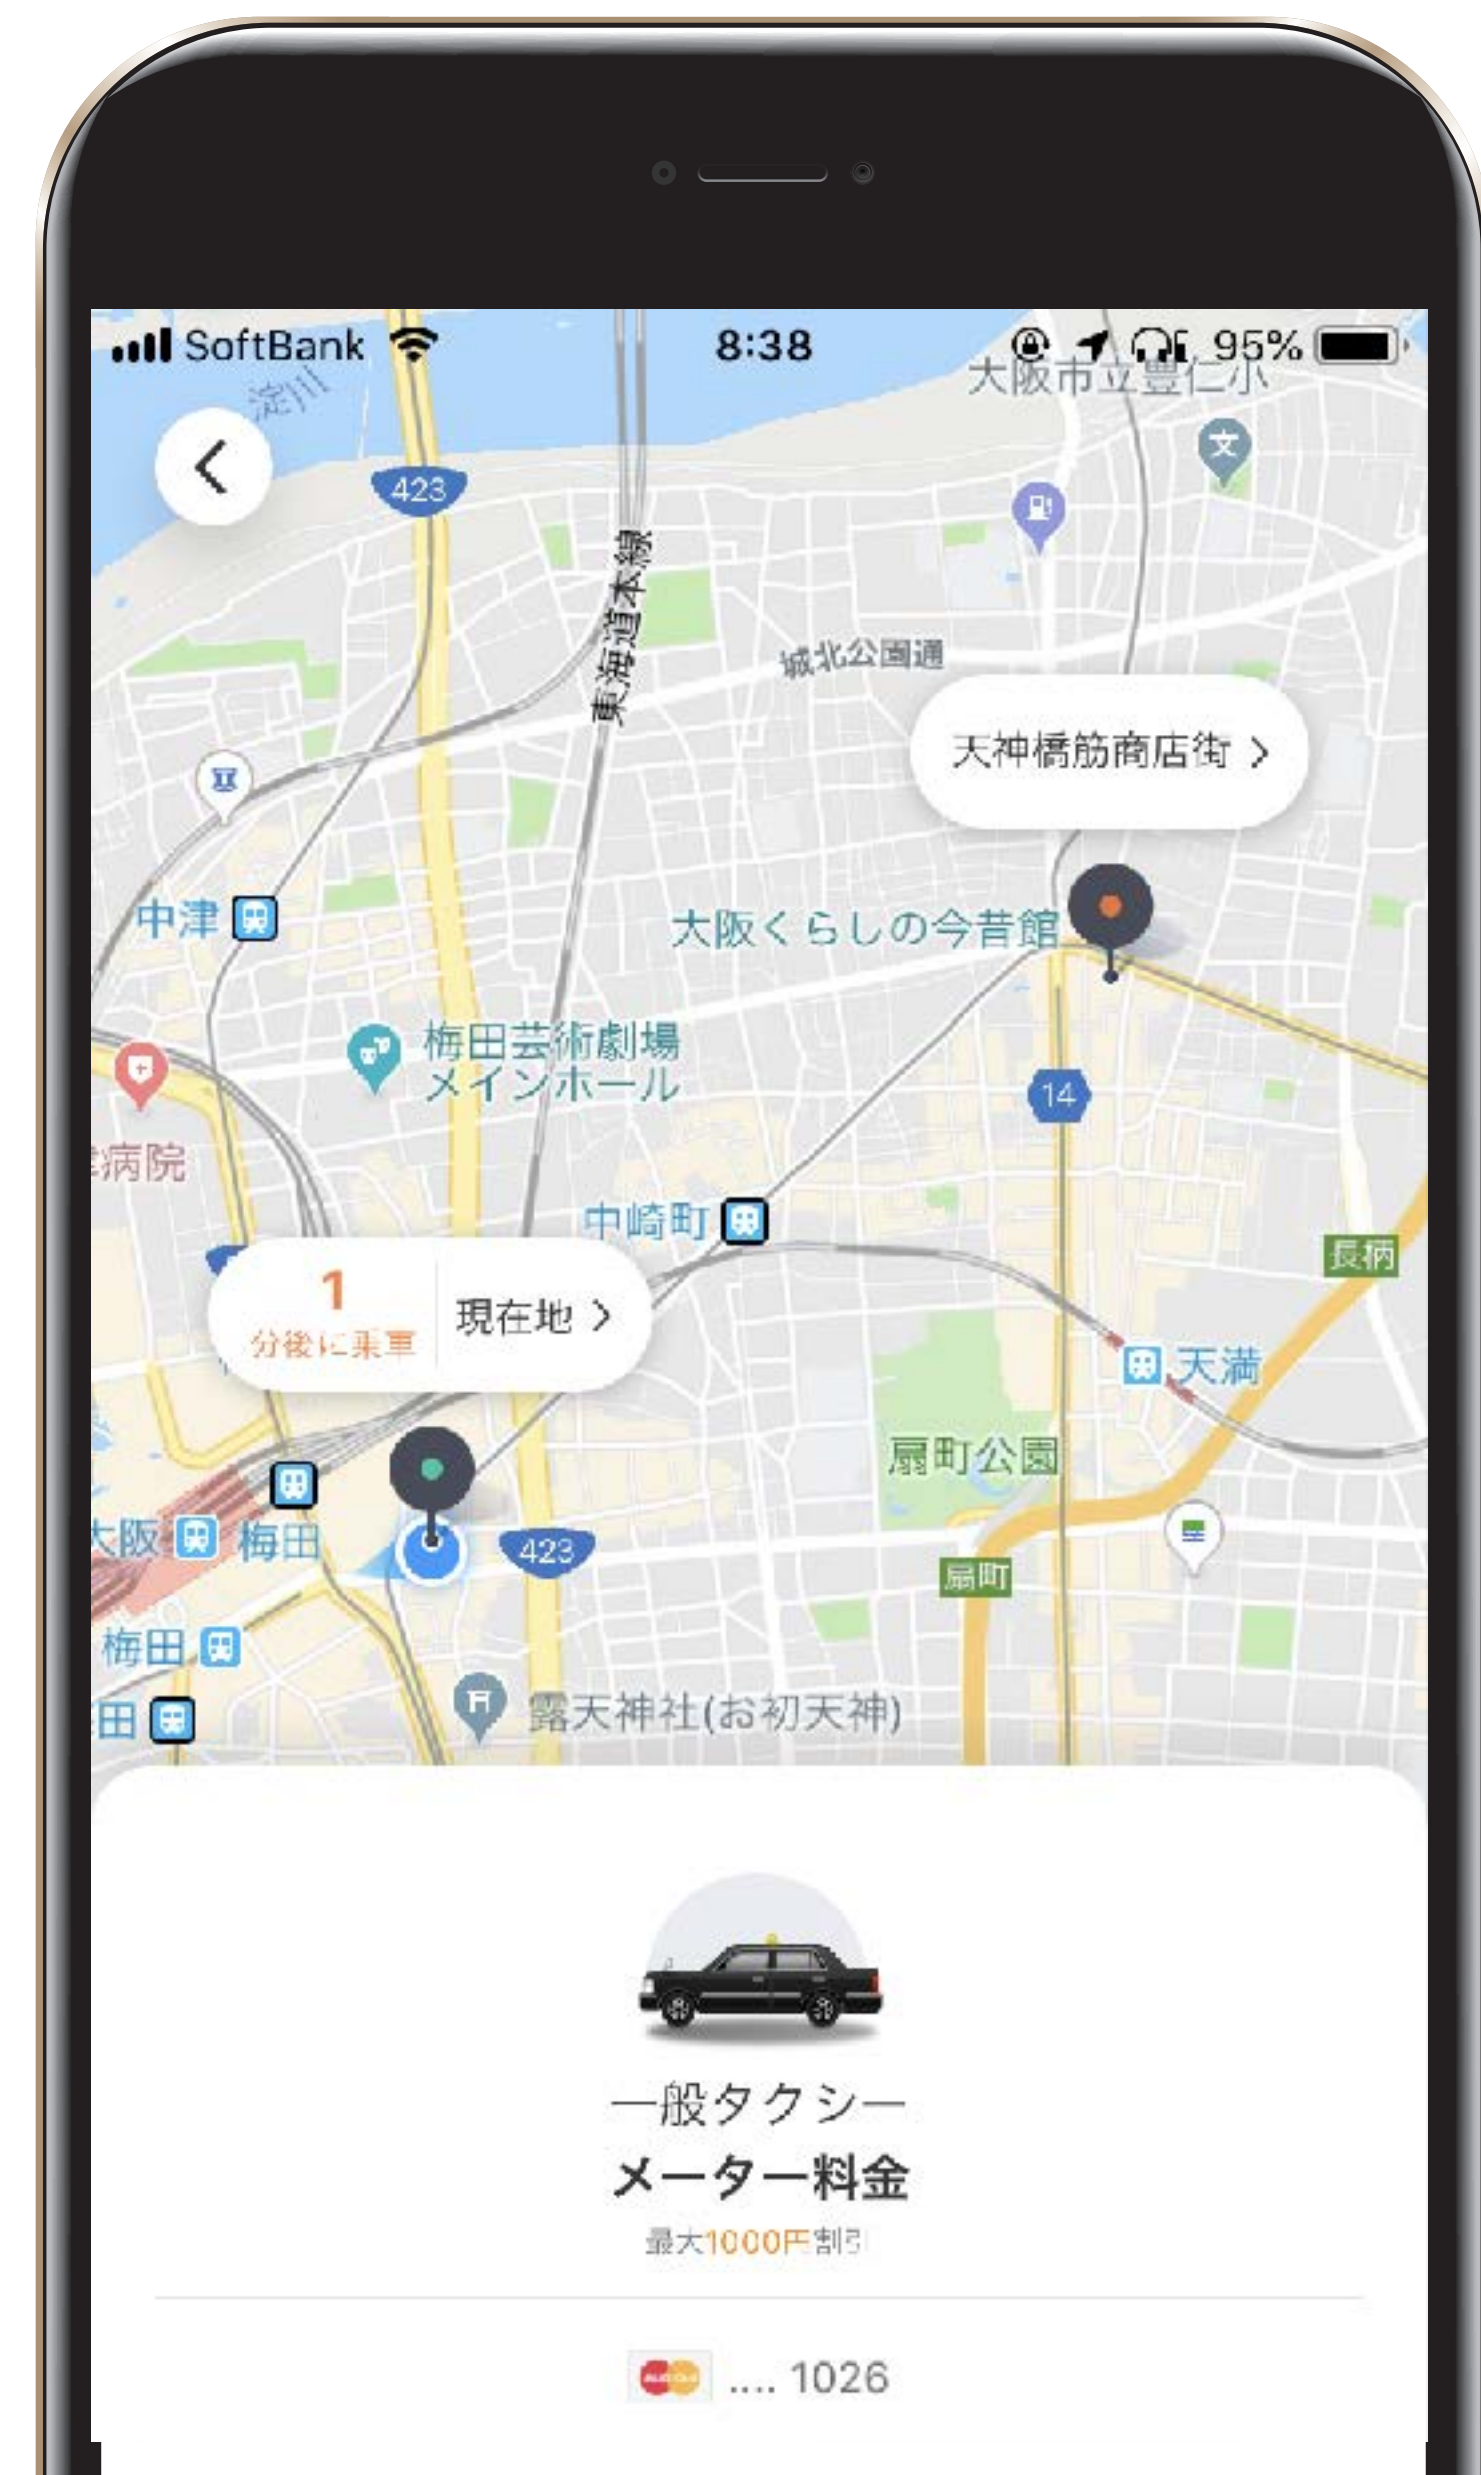 SoftBank 8:38 95%
大阪市立豊仁小
淀川
423
東海道本線
城北公園通
天神橋筋商店街
中津
大阪くらしの今昔館
梅田芸術劇場
メインホール
14
病院
中崎町
長柄
1
分後に乗車
現在地
天満
扇町公園
大阪
梅田
423
扇町
梅田
田
露天神社(お初天神)
一般タクシー
メーター料金
最大1000円割引
.... 1026